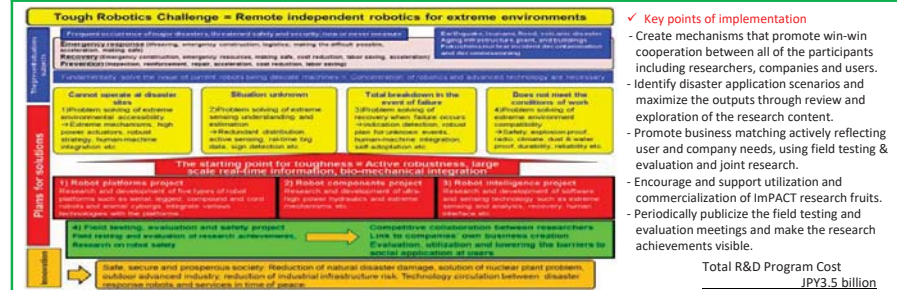 Tough Robotics Challenge = Remote independent robotics for extreme environments
Frequent occurrence of major disasters, threatened safety and security, now or never measure
Emergency response (Lifesaving, emergency construction, logistics, making the difficult possible,
acceleration, making safe)
Recovery (Emergency construction, emergency resources, making safe, cost reduction, labor saving, acceleration)
Prevention (Inspection, reinforcement, repair, acceleration, cost reduction, labor saving)
Earthquake, tsunami, flood, volcanic disaster
Aging infrastructure, plant, and buildings
Fukushima nuclear incident decontamination
and decommissioning
Fundamentally solve the issue of current robots being delicate machines = Concentration of robotics and advanced technology are necessary
Plans for solutions
Cannot operate at disaster
sites
1)Problem solving of extreme
environmental accessibility
→Extreme mechanisms, high
power actuators, robust
strategy, human-machine
integration etc.
Situation unknown
2)Problem solving of extreme
sensing understanding and
estimation
→Redundant distribution,
active sensing, real-time big
data, sign detection etc.
Total breakdown in the
event of failure
3)Problem solving of
recovery when failure occurs
→Indication detection, robust
plan for unknown events,
human-machine integration,
self adoptation etc.
Does not meet the
conditions of work
4)Problem solving of
extreme environment
compatibility
→Safety, explosion proof,
radio, climate, dust & water
proof, durability, reliability etc.
The starting point for toughness = Active robustness, large
scale real-time information, bio-mechanical integration
1) Robot platforms project
Research and development of five types of robot
platforms such as aerial, legged, compound and cord
robots and animal cyborgs. Integrate various
technologies with the platforms.
2) Robot components project
Research and development of ultra-
high power hydraulics and extreme
mechanisms etc.
3) Robot intelligence project
Research and development of software
and sensing technology such as extreme
sensing and analysis, recovery, human
interface etc.
4) Field testing, evaluation and safety project
Field testing and evaluation of research achievements,
Research on robot safety
Competitive collaboration between researchers
Link to companies' own business creation
Evaluation, utilization and lowering the barriers to
social application at users
Innovation
Safe, secure and prosperous society: Reduction of natural disaster damage, solution of nuclear plant problem,
outdoor advanced industry, reduction of industrial infrastructure risk. Technology circulation between disaster
response robots and services in time of peace.
✓ Key points of implementation
- Create mechanisms that promote win-win
cooperation between all of the participants
including researchers, companies and users.
- Identify disaster application scenarios and
maximize the outputs through review and
exploration of the research content.
- Promote business matching actively reflecting
user and company needs, using field testing &
evaluation and joint research.
- Encourage and support utilization and
commercialization of ImPACT research fruits.
- Periodically publicize the field testing and
evaluation meetings and make the research
achievements visible.
Total R&D Program Cost
JPY3.5 billion